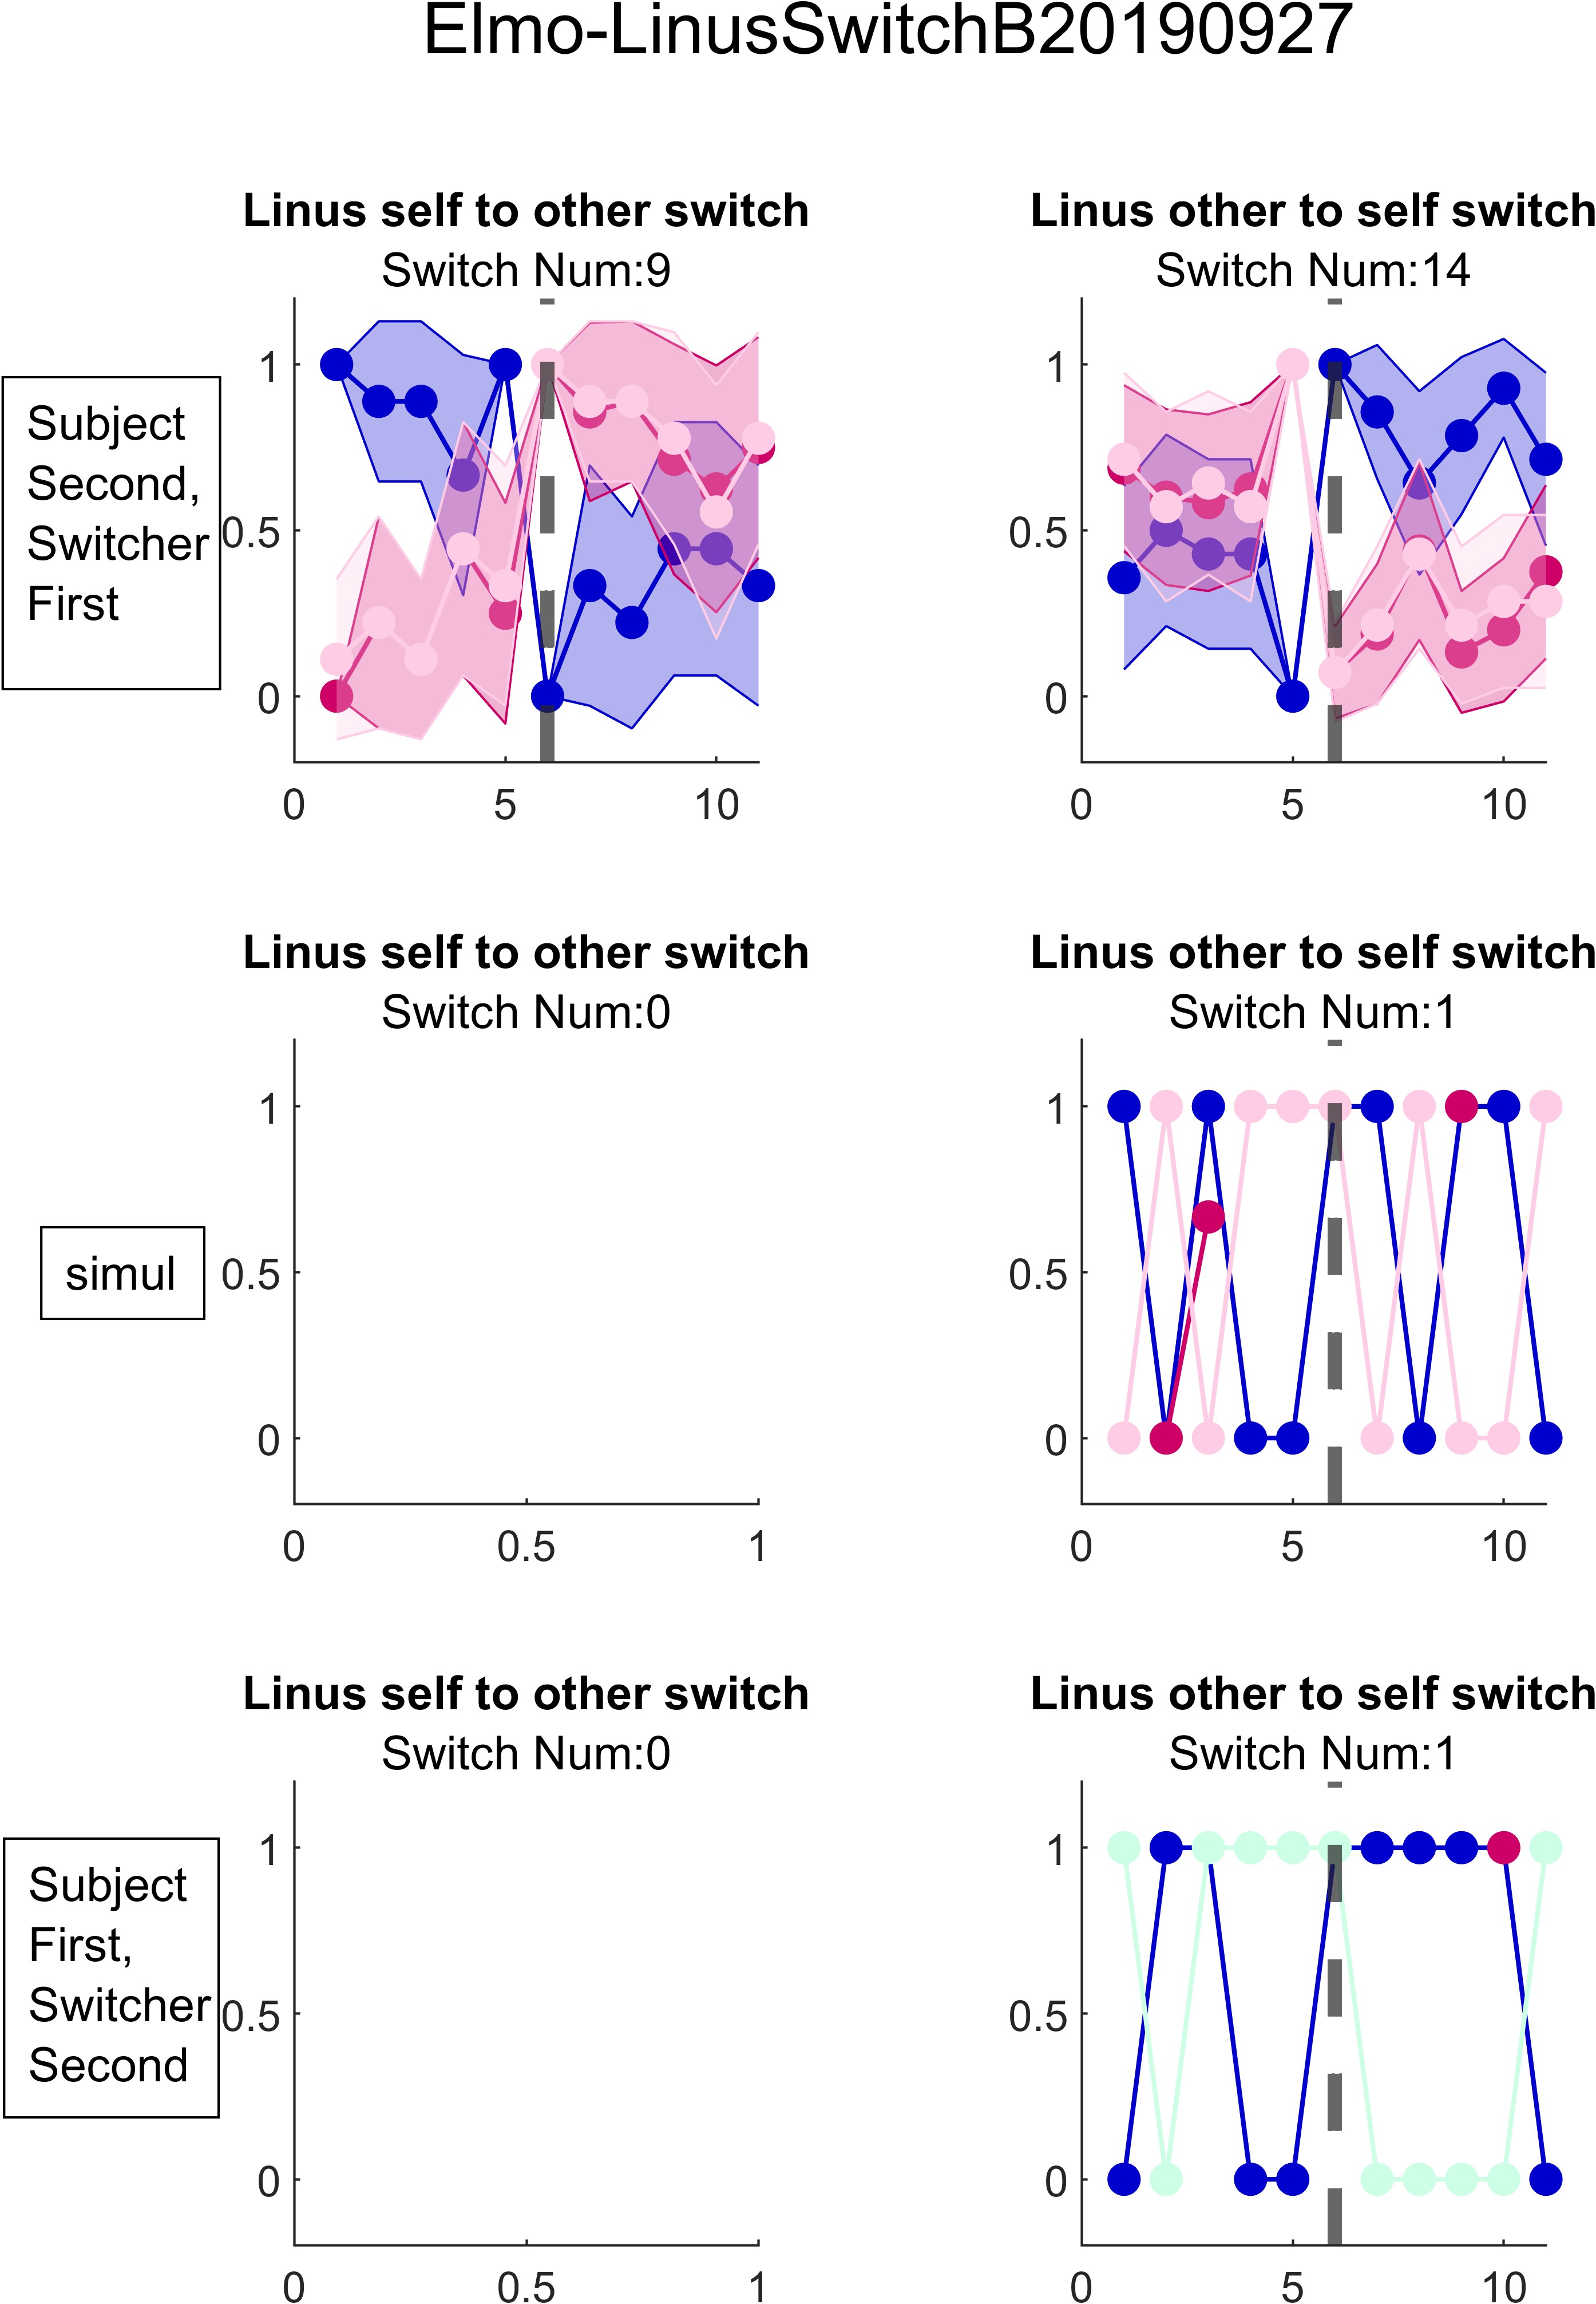 Elmo-LinusSwitchB20190927
Linus self to other switch
Switch Num:9
Linus other to self switch
Switch Num:14
Subject
Second,
Switcher
First
1
0.5
0
0
5
10
1
0.5
0
0
5
10
Linus self to other switch
Switch Num:0
Linus other to self switch
Switch Num:1
simul
1
0.5
0
0
0.5
1
1
0.5
0
0
5
10
Linus self to other switch
Switch Num:0
Linus other to self switch
Switch Num:1
Subject
First,
Switcher
Second
1
0.5
0
0
0.5
1
1
0.5
0
0
5
10